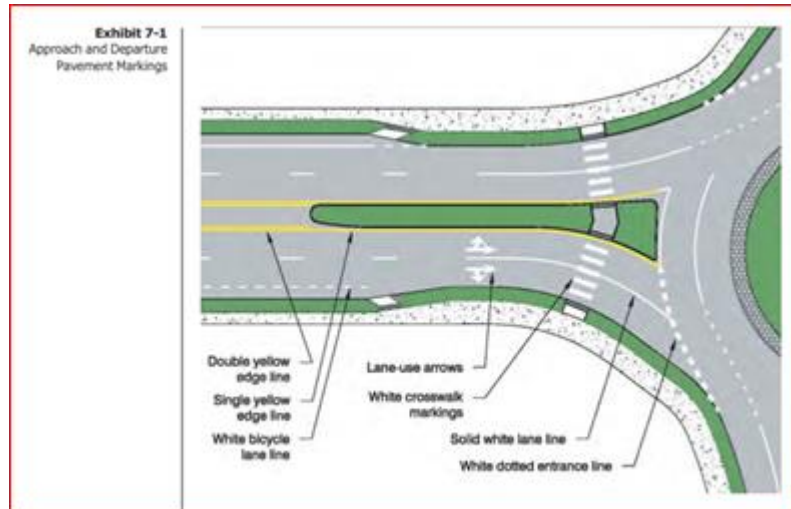 Exhibit 7-1
Approach and Departure
Pavement Markings
Double yellow
edge line
Single yellow
edge line
White bicycle
lane line
Lane-use arrows
White crosswalk
markings
Solid white lane line
White dotted entrance line